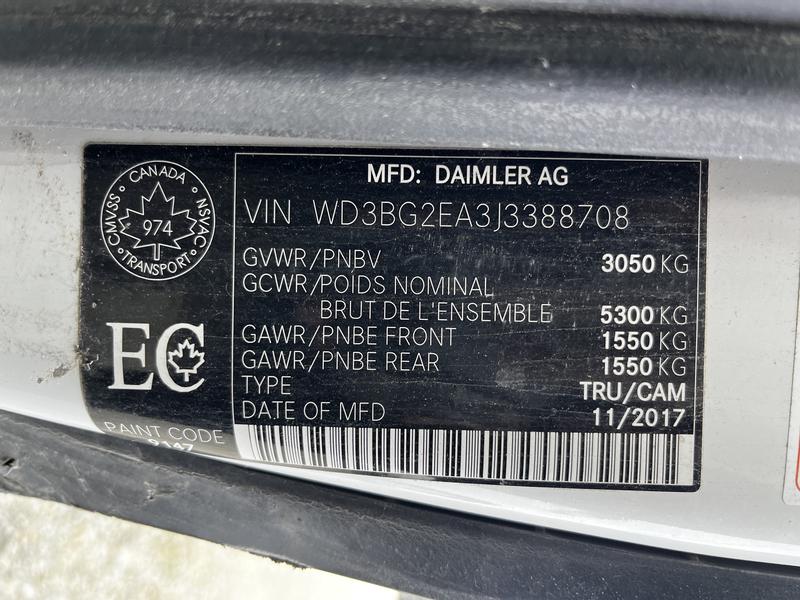 MFD: DAIMLER AG
CANADA
CMVSS
974
NSVAC
TRANSPORT
VIN WD3BG2EA3J3388708
GVWR/PNBV 3050 KG
GCWR/POIDS NOMINAL
BRUT DE L'ENSEMBLE 5300 KG
GAWR/PNBE FRONT 1550 KG
GAWR/PNBE REAR 1550 KG
TYPE TRU/CAM
DATE OF MFD 11/2017
EC
PAINT CODE
9147